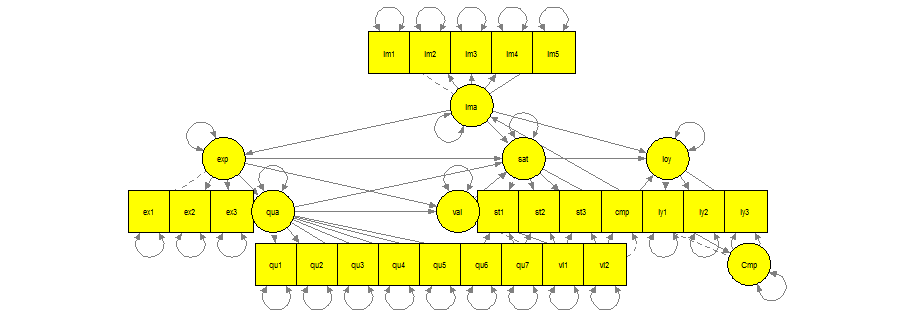 Im1 Im2 Im3 Im4 Im5
Ima
exp sat loy
ex1 ex2 ex3 qua val st1 st2 st3 cmp ly1 ly2 ly3
qu1 qu2 qu3 qu4 qu5 qu6 qu7 vl1 vl2 Cmp